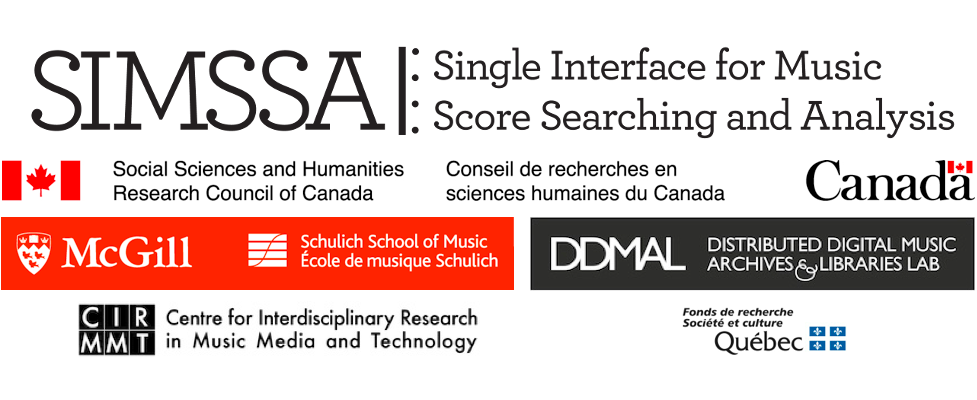 SIMSSA
Single Interface for Music
Score Searching and Analysis
Social Sciences and Humanities
Research Council of Canada
Conseil de recherches en
sciences humaines du Canada
Canada
McGill
Schulich School of Music
École de musique Schulich
DDMAL
DISTRIBUTED DIGITAL MUSIC
ARCHIVES & LIBRARIES LAB
CIR
MMT
Centre for Interdisciplinary Research
in Music Media and Technology
Fonds de recherche
Société et culture
Québec